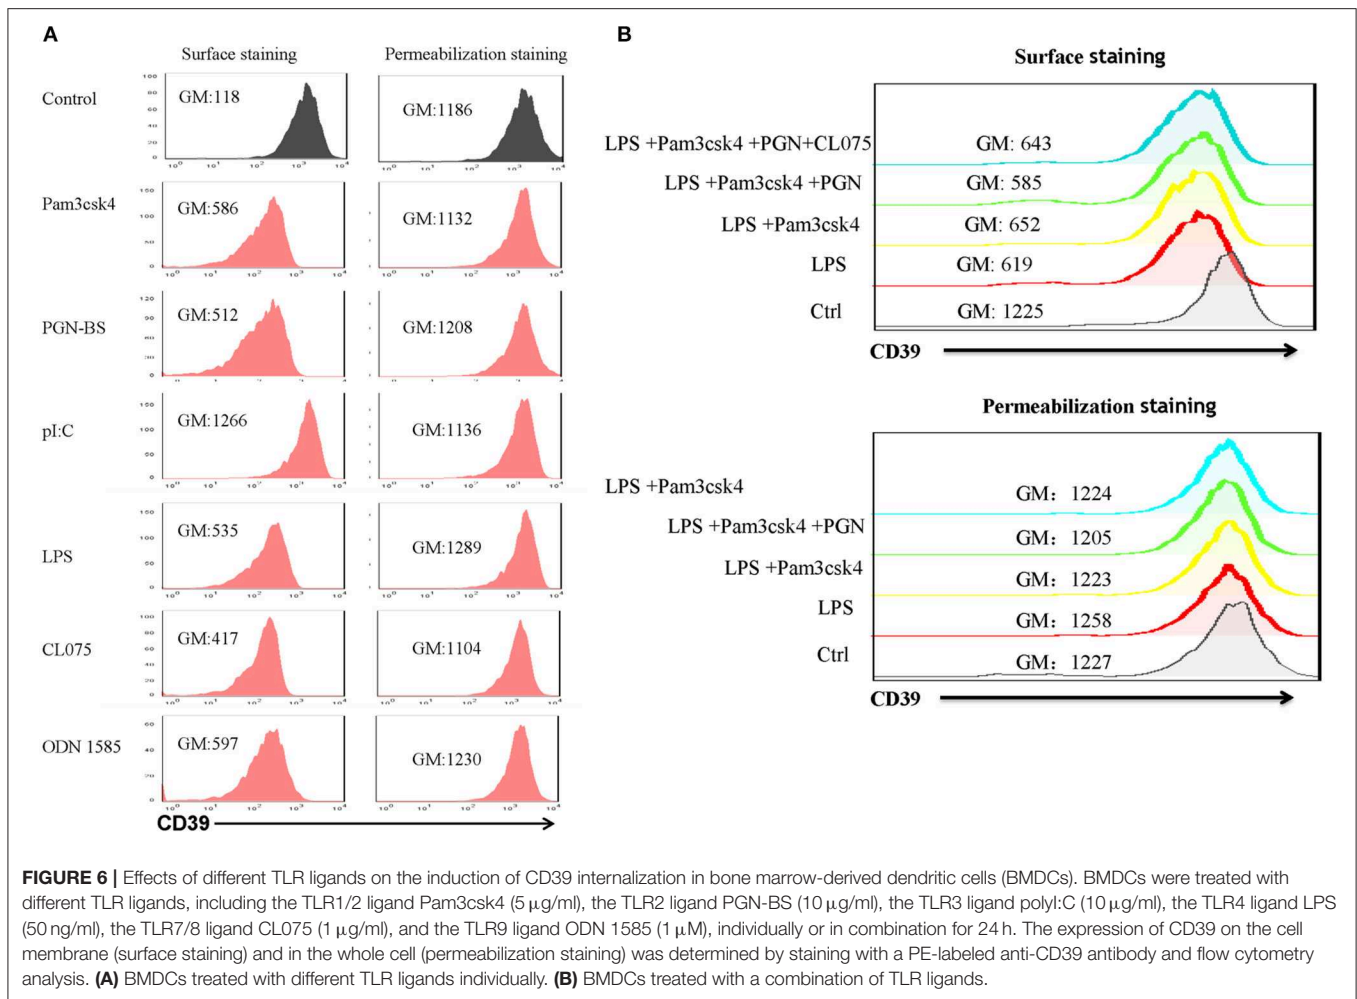 A
Surface staining
Permeabilization staining
Control
GM:118
GM:1186
Pam3csk4
GM:586
GM:1132
PGN-BS
GM:512
GM:1208
pI:C
GM:1266
GM:1136
LPS
GM:535
GM:1289
CL075
GM:417
GM:1104
ODN 1585
GM:597
GM:1230
CD39
B
Surface staining
LPS +Pam3csk4 +PGN+CL075
GM: 643
LPS +Pam3csk4 +PGN
GM: 585
LPS +Pam3csk4
GM: 652
LPS
GM: 619
Ctrl
GM: 1225
CD39
Permeabilization staining
LPS +Pam3csk4
GM: 1224
LPS +Pam3csk4 +PGN
GM: 1205
LPS +Pam3csk4
GM: 1223
LPS
GM: 1258
Ctrl
GM: 1227
CD39
FIGURE 6 | Effects of different TLR ligands on the induction of CD39 internalization in bone marrow-derived dendritic cells (BMDCs). BMDCs were treated with
different TLR ligands, including the TLR1/2 ligand Pam3csk4 (5 μg/ml), the TLR2 ligand PGN-BS (10 μg/ml), the TLR3 ligand polyI:C (10 μg/ml), the TLR4 ligand LPS
(50 ng/ml), the TLR7/8 ligand CL075 (1 μg/ml), and the TLR9 ligand ODN 1585 (1 μM), individually or in combination for 24 h. The expression of CD39 on the cell
membrane (surface staining) and in the whole cell (permeabilization staining) was determined by staining with a PE-labeled anti-CD39 antibody and flow cytometry
analysis. (A) BMDCs treated with different TLR ligands individually. (B) BMDCs treated with a combination of TLR ligands.